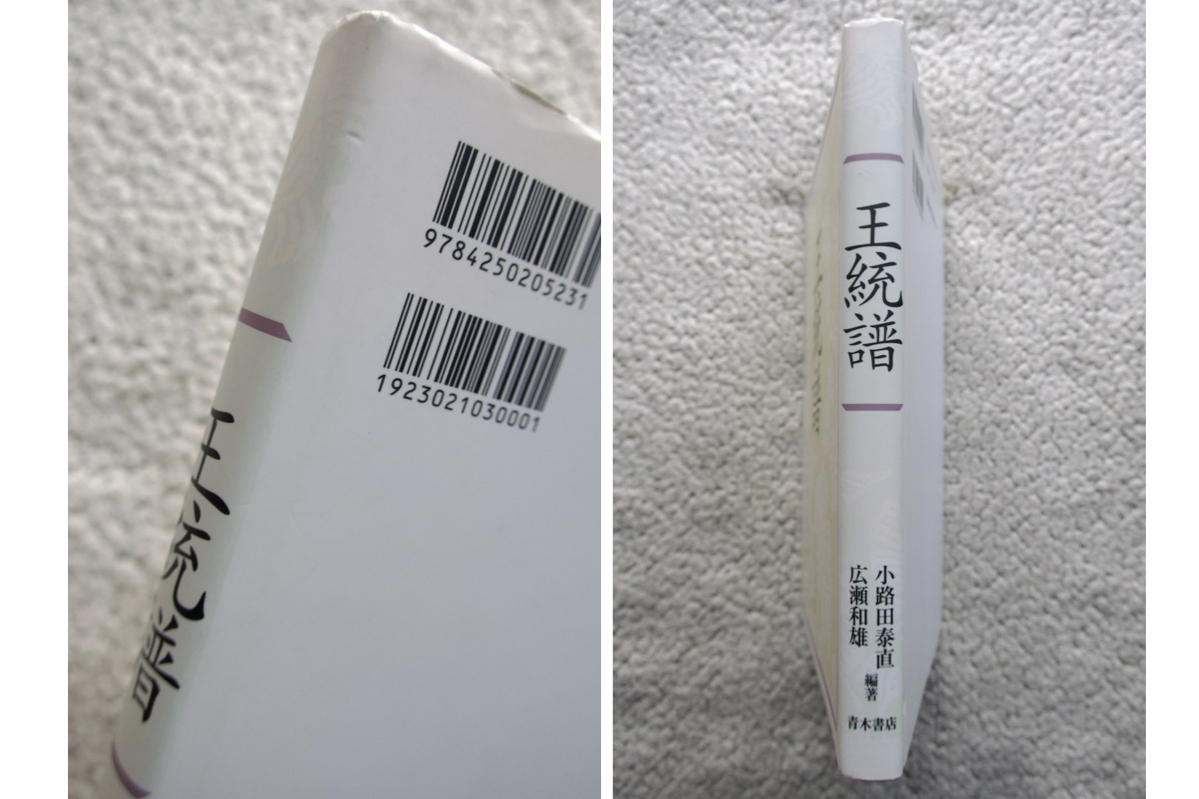 9784250205231
1923021030001
王統譜
王統譜
小路田泰直
広瀬和雄
編著
青木書店